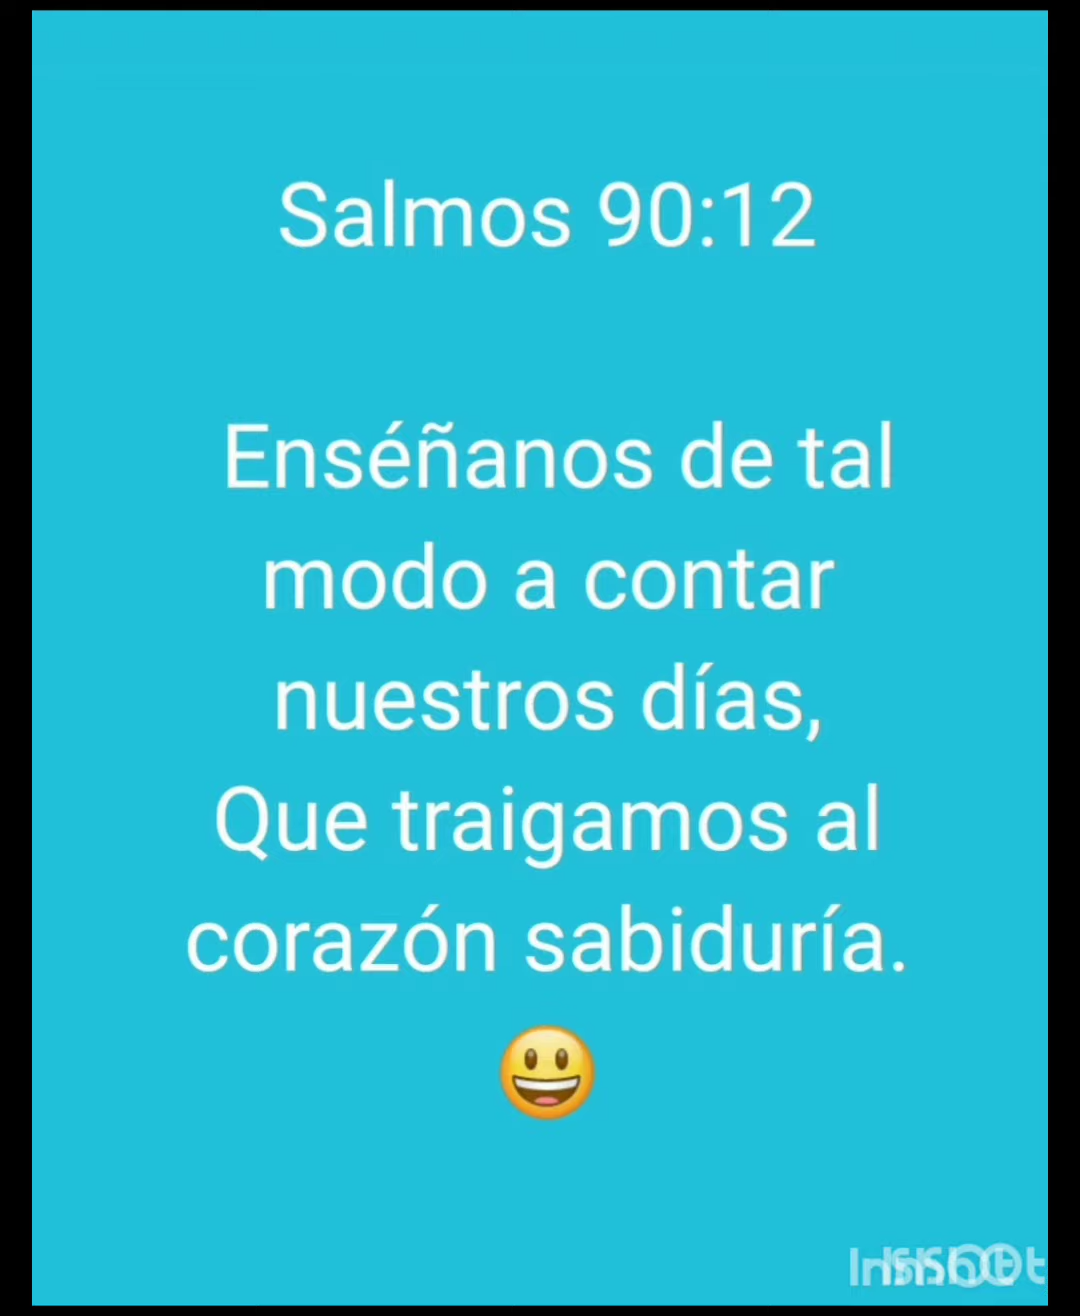 Salmos 90:12
Enséñanos de tal
modo a contar
nuestros días,
Que traigamos al
corazón sabiduría.
😃